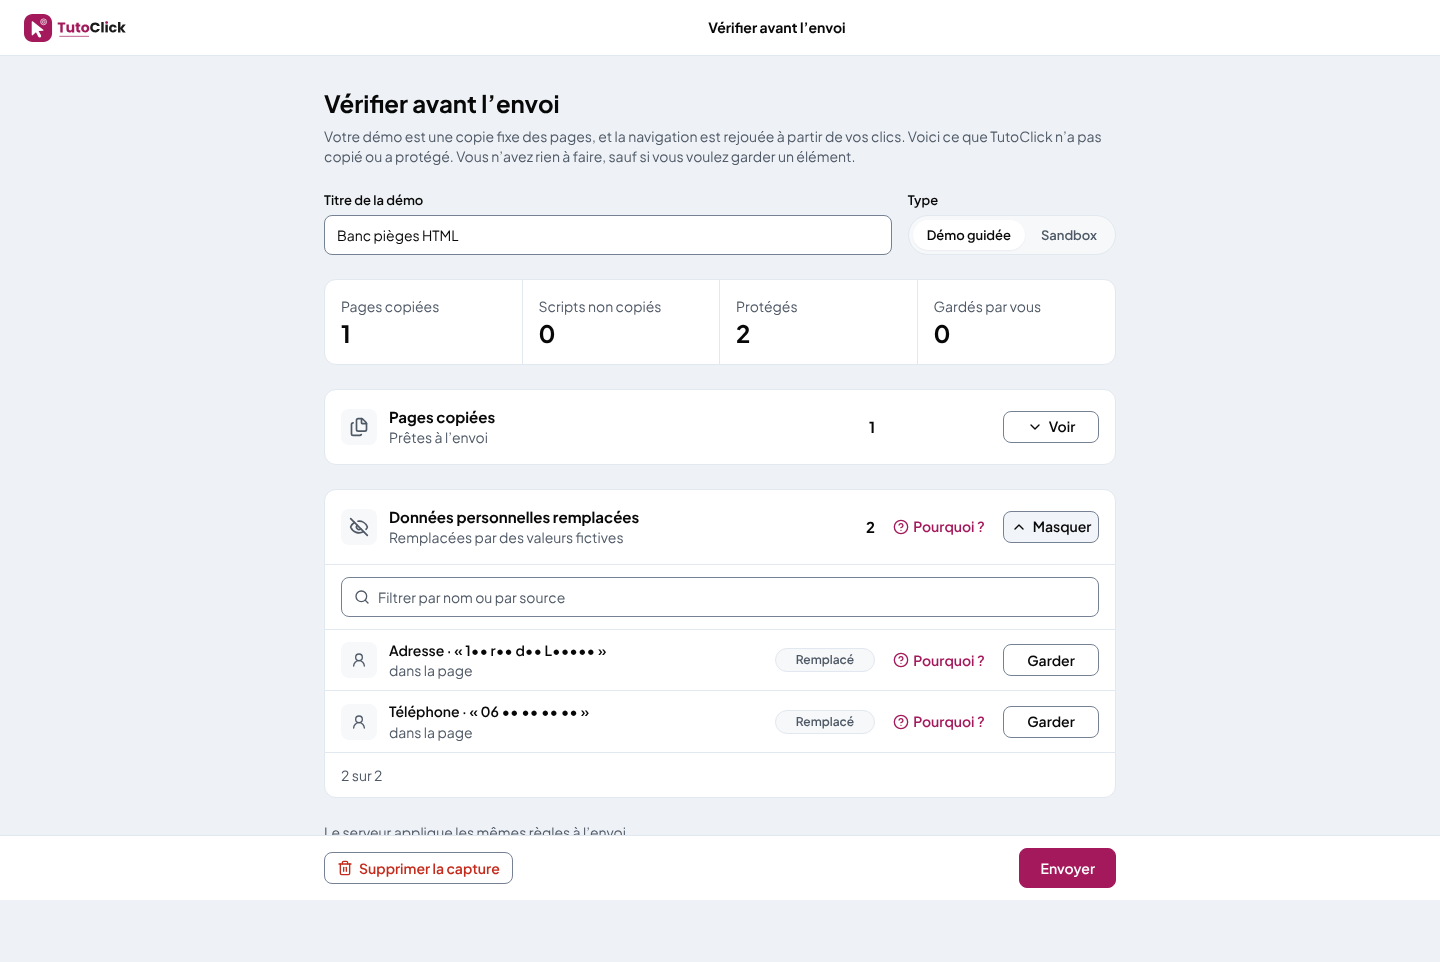 TutoClick
Vérifier avant l’envoi
Vérifier avant l’envoi
Votre démo est une copie fixe des pages, et la navigation est rejouée à partir de vos clics. Voici ce que TutoClick n’a pas
copié ou a protégé. Vous n’avez rien à faire, sauf si vous voulez garder un élément.
Titre de la démo
Type
Banc pièges HTML
Démo guidée
Sandbox
Pages copiées
Scripts non copiés
Protégés
Gardés par vous
1
0
2
0
Pages copiées
Prêtes à l’envoi
1
Voir
Données personnelles remplacées
Remplacées par des valeurs fictives
2
Pourquoi ?
Masquer
Filtrer par nom ou par source
Adresse · « 1•• r•• d•• L••••• »
dans la page
Remplacé
Pourquoi ?
Garder
Téléphone · « 06 •• •• •• •• »
dans la page
Remplacé
Pourquoi ?
Garder
2 sur 2
Le serveur applique les mêmes règles à l’envoi
Supprimer la capture
Envoyer